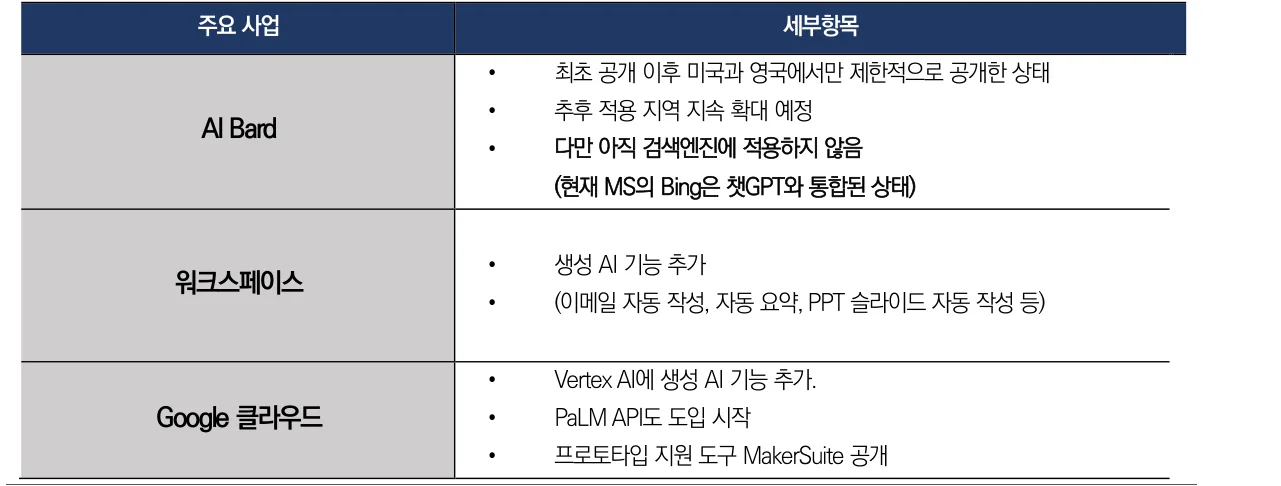 주요 사업 세부항목
AI Bard
• 최초 공개 이후 미국과 영국에서만 제한적으로 공개한 상태
• 추후 적용 지역 지속 확대 예정
• 다만 아직 검색엔진에 적용하지 않음
(현재 MS의 Bing은 챗GPT와 통합된 상태)
워크스페이스
• 생성 AI 기능 추가
• (이메일 자동 작성, 자동 요약, PPT 슬라이드 자동 작성 등)
Google 클라우드
• Vertex AI에 생성 AI 기능 추가.
• PaLM API도 도입 시작
• 프로토타입 지원 도구 MakerSuite 공개